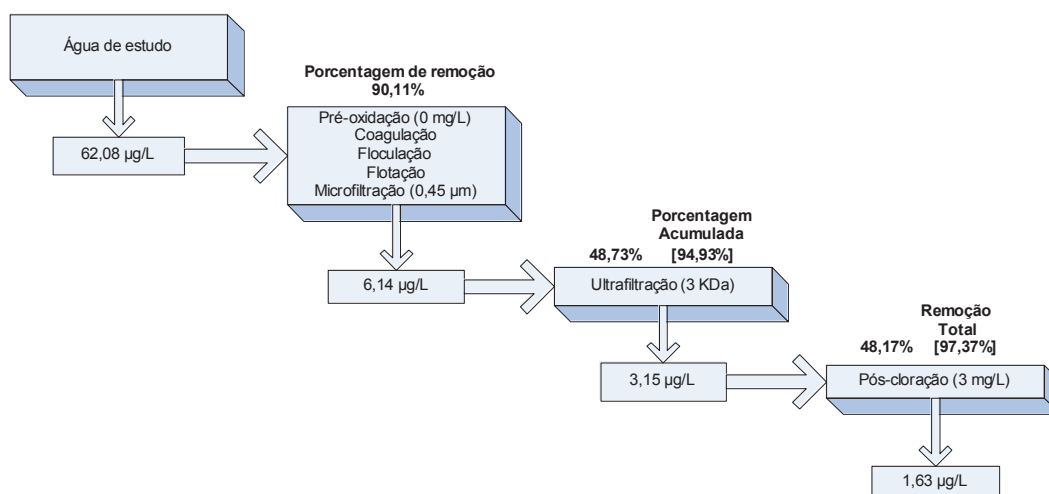 Água de estudo
62,08 µg/L
Porcentagem de remoção
90,11%
Pré-oxidação (0 mg/L)
Coagulação
Floculação
Flotação
Microfiltração (0,45 µm)
6,14 µg/L
Porcentagem
Acumulada
48,73% [94,93%]
Ultrafiltração (3 KDa)
3,15 µg/L
Remoção
Total
48,17% [97,37%]
Pós-cloração (3 mg/L)
1,63 µg/L